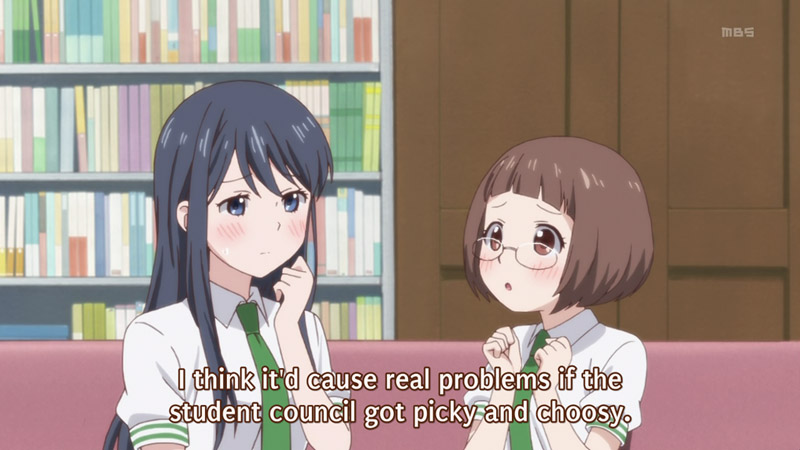 MBS
I think it'd cause real problems if the
student council got picky and choosy.